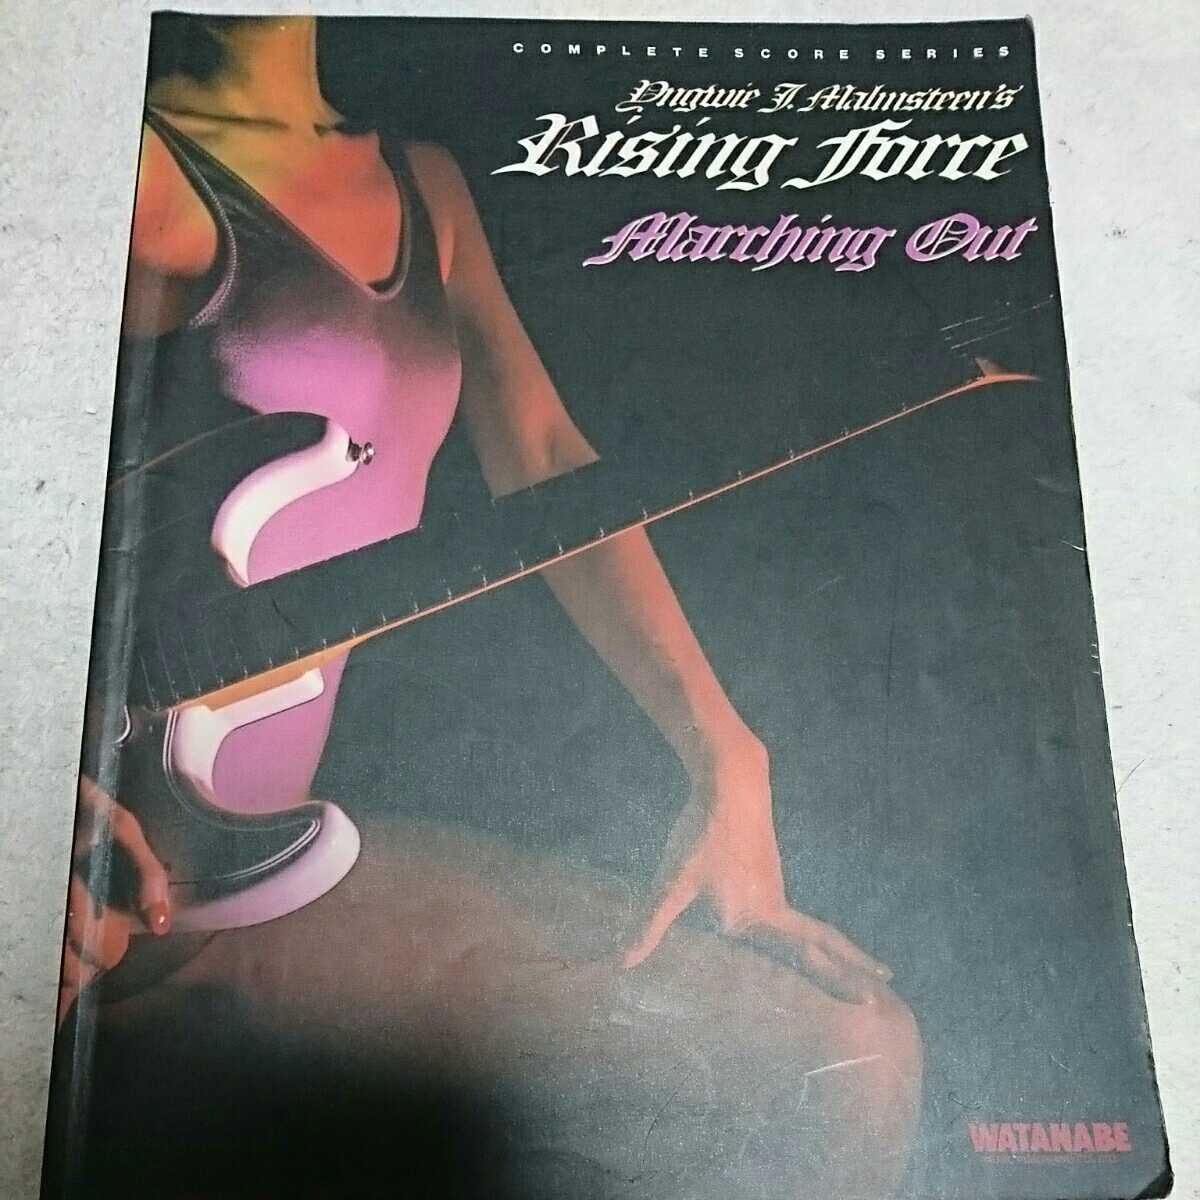 COMPLETE SCORE SERIES
Yngwie J. Malmsteen's
Rising Force
Marching Out
WATANABE